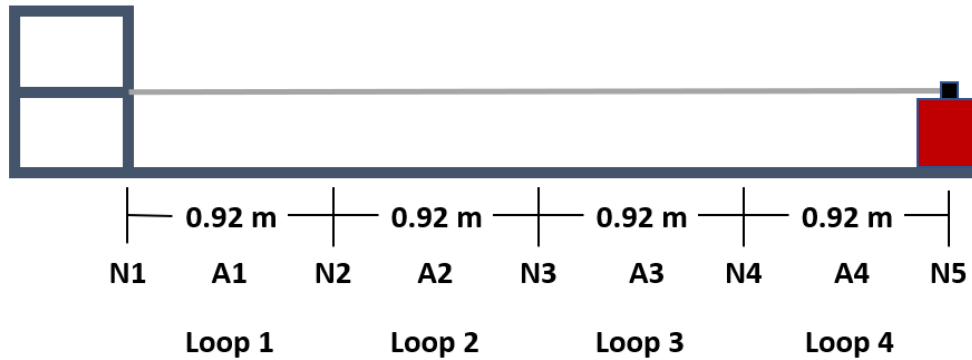 0.92 m 0.92 m 0.92 m 0.92 m
N1 A1 N2 A2 N3 A3 N4 A4 N5
Loop 1 Loop 2 Loop 3 Loop 4